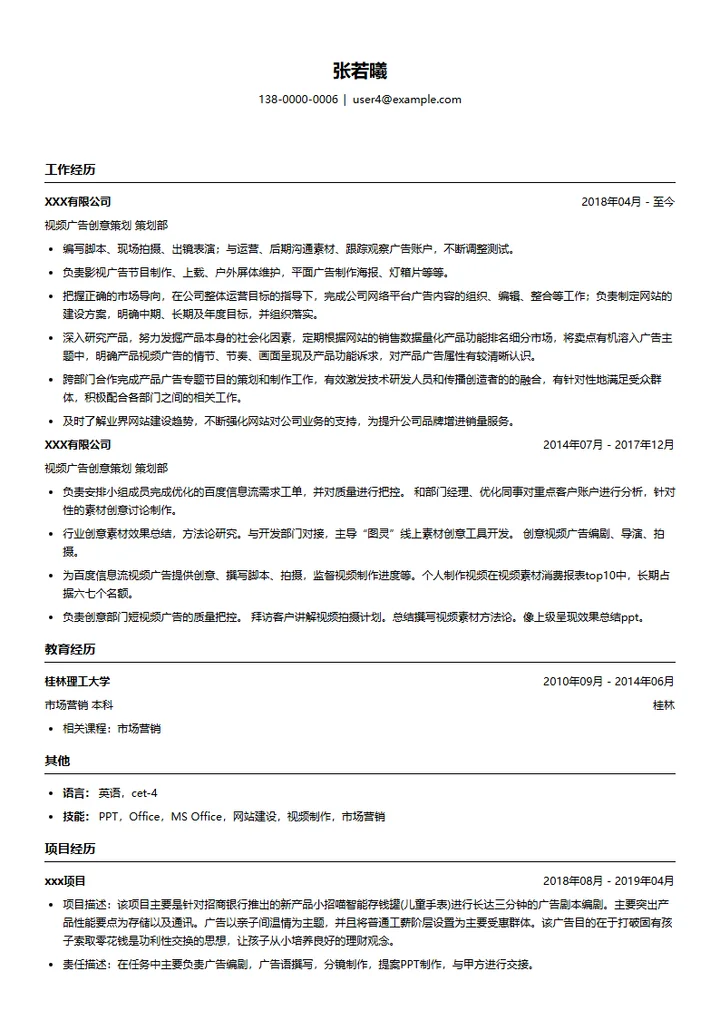 张若曦
138-0000-0006 | user4@example.com
工作经历
XXX有限公司 2018年04月 - 至今
视频广告创意策划 策划部
• 编写脚本、现场拍摄、出镜表演；与运营、后期沟通素材、跟踪观察广告账户，不断调整测试。
• 负责影视广告节目制作、上载、户外屏体维护，平面广告制作海报、灯箱片等等。
• 把握正确的市场导向，在公司整体运营目标的指导下，完成公司网络平台广告内容的组织、编辑、整合等工作；负责制定网站的
建设方案，明确中期、长期及年度目标，并组织落实。
• 深入研究产品，努力发掘产品本身的社会化因素，定期根据网站的销售数据量化产品功能排名细分市场，将卖点有机溶入广告主
题中，明确产品视频广告的情节、节奏、画面呈现及产品功能诉求，对产品广告属性有较清晰认识。
• 跨部门合作完成产品广告专题节目的策划和制作工作，有效激发技术研发人员和传播创造者的的融合，有针对性地满足受众群
体，积极配合各部门之间的相关工作。
• 及时了解业界网站建设趋势，不断强化网站对公司业务的支持，为提升公司品牌增进销量服务。
XXX有限公司 2014年07月 - 2017年12月
视频广告创意策划 策划部
• 负责安排小组成员完成优化的百度信息流需求工单，并对质量进行把控。 和部门经理、优化同事对重点客户账户进行分析，针对
性的素材创意讨论制作。
• 行业创意素材效果总结，方法论研究。与开发部门对接，主导“图灵”线上素材创意工具开发。 创意视频广告编剧、导演、拍
摄。
• 为百度信息流视频广告提供创意、撰写脚本、拍摄，监督视频制作进度等。个人制作视频在视频素材消费报表top10中，长期占
据六七个名额。
• 负责创意部门短视频广告的质量把控。 拜访客户讲解视频拍摄计划。总结撰写视频素材方法论。像上级呈现效果总结ppt。
教育经历
桂林理工大学 2010年09月 - 2014年06月
市场营销 本科 桂林
• 相关课程：市场营销
其他
• 语言： 英语，cet-4
• 技能： PPT，Office，MS Office，网站建设，视频制作，市场营销
项目经历
xxx项目 2018年08月 - 2019年04月
• 项目描述：该项目主要是针对招商银行推出的新产品小招喵智能存钱罐(儿童手表)进行长达三分钟的广告剧本编剧。主要突出产
品性能要点为存储以及通讯。广告以亲子间温情为主题，并且将普通工薪阶层设置为主要受惠群体。该广告目的在于打破固有孩
子索取零花钱是功利性交换的思想，让孩子从小培养良好的理财观念。
• 责任描述：在任务中主要负责广告编剧，广告语撰写，分镜制作，提案PPT制作，与甲方进行交接。